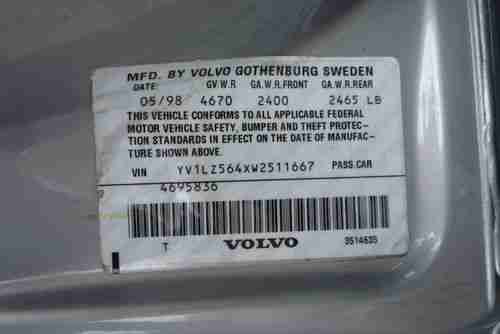 MFD. BY VOLVO GOTHENBURG SWEDEN
DATE: GV.W.R GA.W.R.FRONT GA.W.R.REAR
05/98 4670 2400 2465 LB
THIS VEHICLE CONFORMS TO ALL APPLICABLE FEDERAL
MOTOR VEHICLE SAFETY, BUMPER AND THEFT PROTEC-
TION STANDARDS IN EFFECT ON DATE OF MANUFAC-
TURE SHOWN ABOVE.
VIN YV1LZ564XW2511667 PASS.CAR
4695836
T VOLVO 3514635